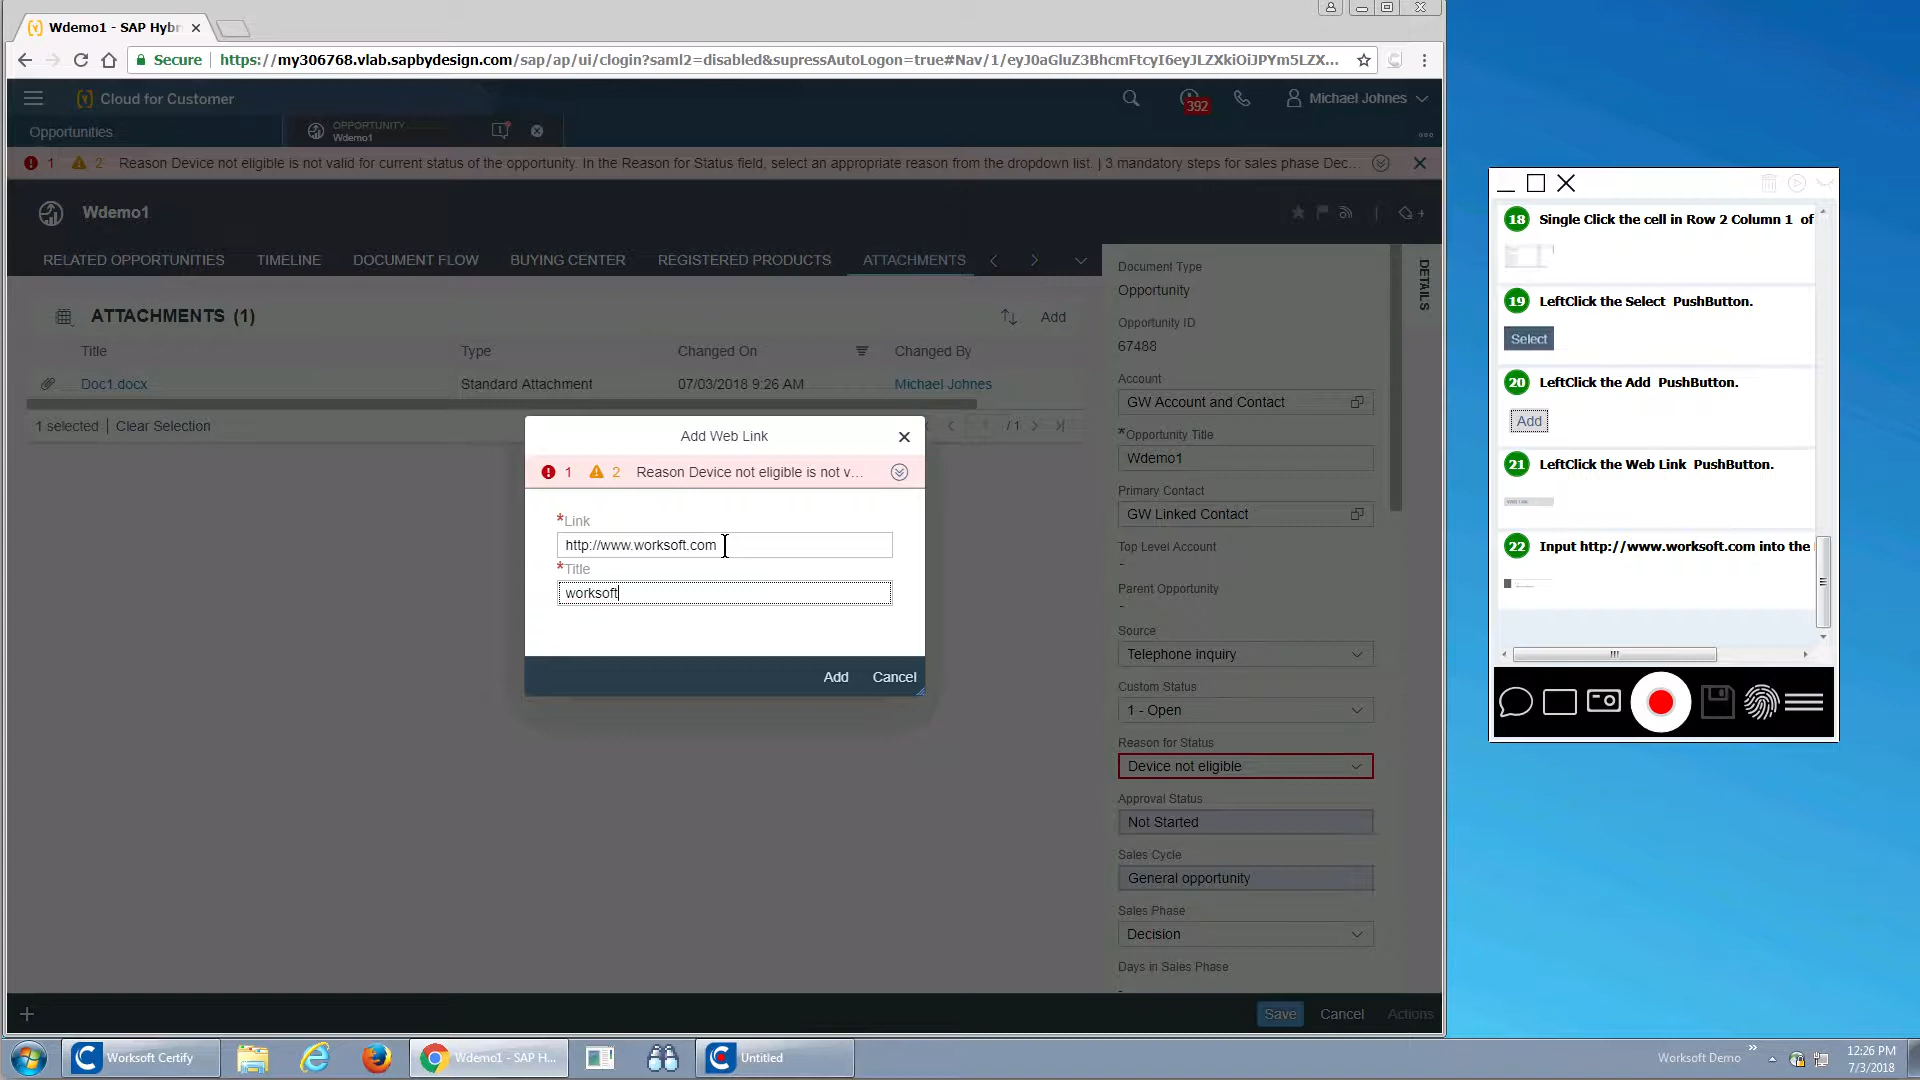 Wdemo1 - SAP Hybr
Secure https://my306768.vlab.sapbydesign.com/sap/ap/ui/clogin?saml2=disabled&supressAutoLogon=true#Nav/1/eyJ0aGluZ3BhcmFtcyI6eyJLZXkiOiJPYm5LZX...
Cloud for Customer
392
Michael Johnes
Opportunities
OPPORTUNITY
Wdemo1
1 2 Reason Device not eligible is not valid for current status of the opportunity. In the Reason for Status field, select an appropriate reason from the dropdown list. | 3 mandatory steps for sales phase Dec...
Wdemo1
RELATED OPPORTUNITIES TIMELINE DOCUMENT FLOW BUYING CENTER REGISTERED PRODUCTS ATTACHMENTS
ATTACHMENTS (1)
Add
Title Type Changed On Changed By
Doc1.docx Standard Attachment 07/03/2018 9:26 AM Michael Johnes
1 selected Clear Selection
/ 1
Add Web Link
1 2 Reason Device not eligible is not v...
*Link
http://www.worksoft.com
*Title
worksoft
Add Cancel
DETAILS
Document Type
Opportunity
Opportunity ID
67488
Account
GW Account and Contact
*Opportunity Title
Wdemo1
Primary Contact
GW Linked Contact
Top Level Account
-
Parent Opportunity
-
Source
Telephone inquiry
Custom Status
1 - Open
Reason for Status
Device not eligible
Approval Status
Not Started
Sales Cycle
General opportunity
Sales Phase
Decision
Days in Sales Phase
Save Cancel Actions
18 Single Click the cell in Row 2 Column 1 of
19 LeftClick the Select PushButton.
Select
20 LeftClick the Add PushButton.
Add
21 LeftClick the Web Link PushButton.
22 Input http://www.worksoft.com into the
Worksoft Certify
Wdemo1 - SAP H...
Untitled
Worksoft Demo
12:26 PM
7/3/2018